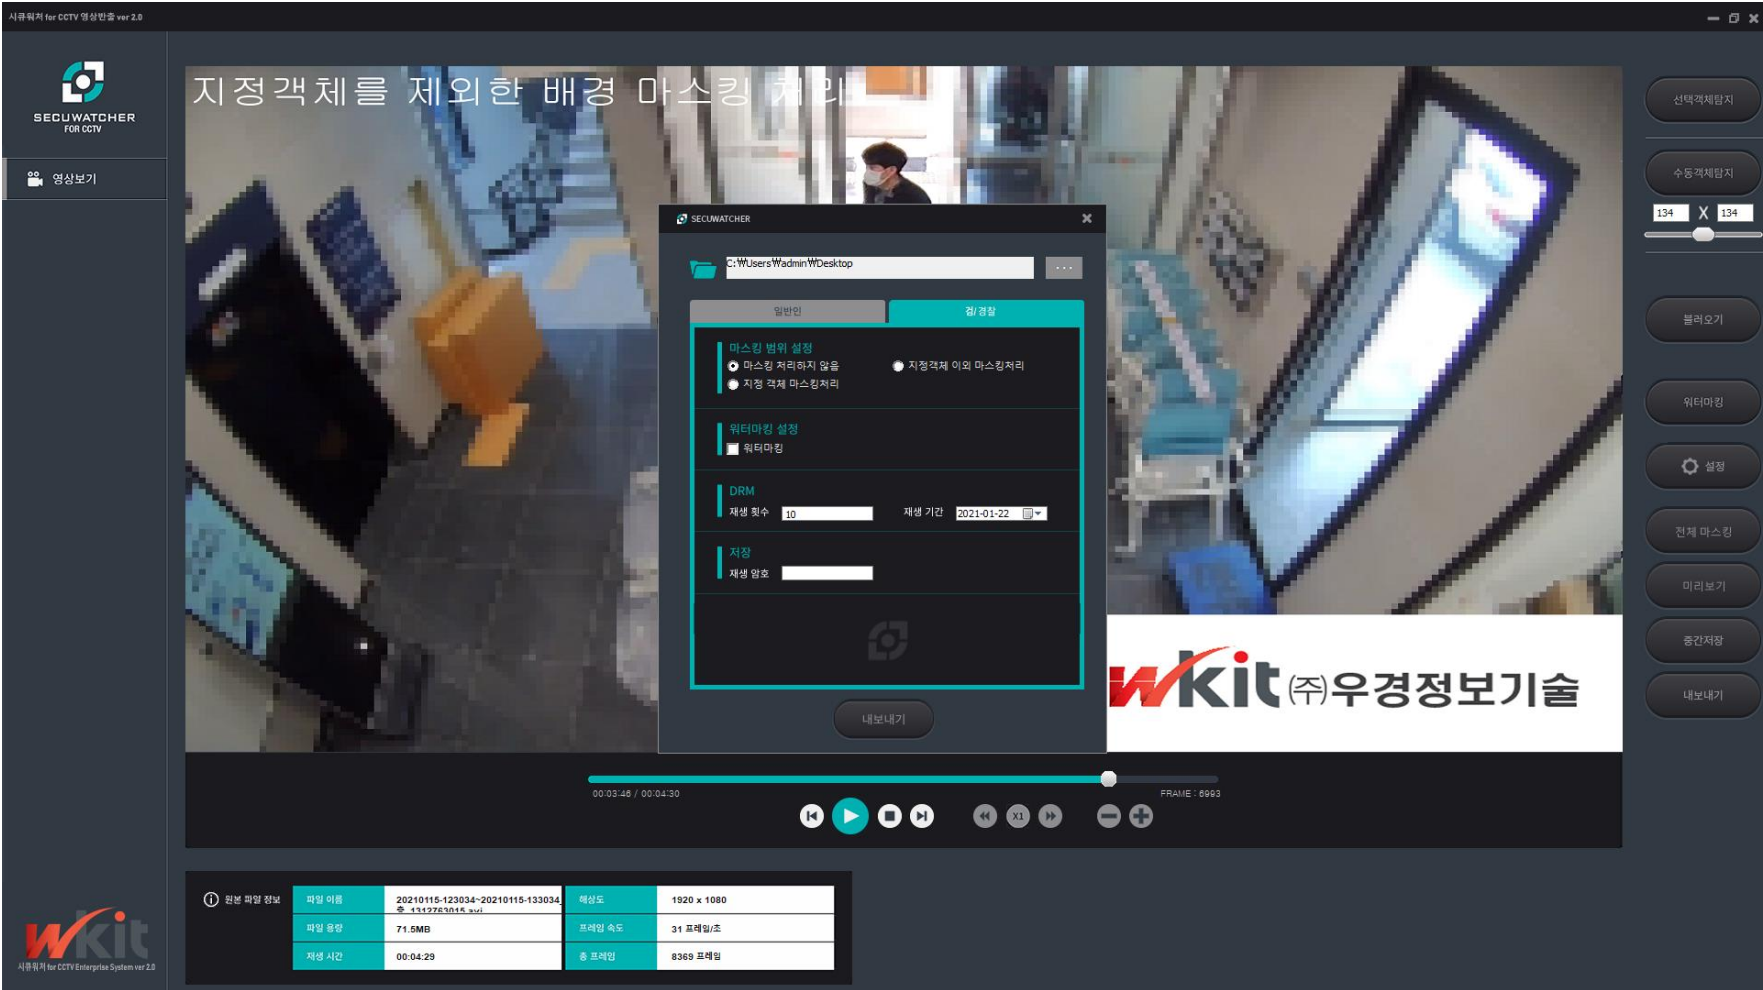 시큐워처 for CCTV 영상반출 ver 2.0
SECUWATCHER
FOR CCTV
영상보기
지정객체를 제외한 배경 마스킹 처리
선택객체탐지
수동객체탐지
134 X 134
불러오기
워터마킹
설정
전체 마스킹
미리보기
중간저장
내보내기
SECUWATCHER
C:₩Users₩admin₩Desktop
...
일반인
검/경찰
마스킹 범위 설정
마스킹 처리하지 않음
지정객체 이외 마스킹처리
지정 객체 마스킹처리
워터마킹 설정
워터마킹
DRM
재생 횟수 10
재생 기간 2021-01-22
저장
재생 암호
내보내기
wkit ㈜우경정보기술
00:03:46 / 00:04:30
FRAME : 6993
X1
원본 파일 정보
파일 이름 20210115-123034~20210115-133034_
1312763015.avi
해상도 1920 x 1080
파일 용량 71.5MB
프레임 속도 31 프레임/초
재생 시간 00:04:29
총 프레임 8369 프레임
wkit
시큐워처 for CCTV Enterprise System ver 2.0